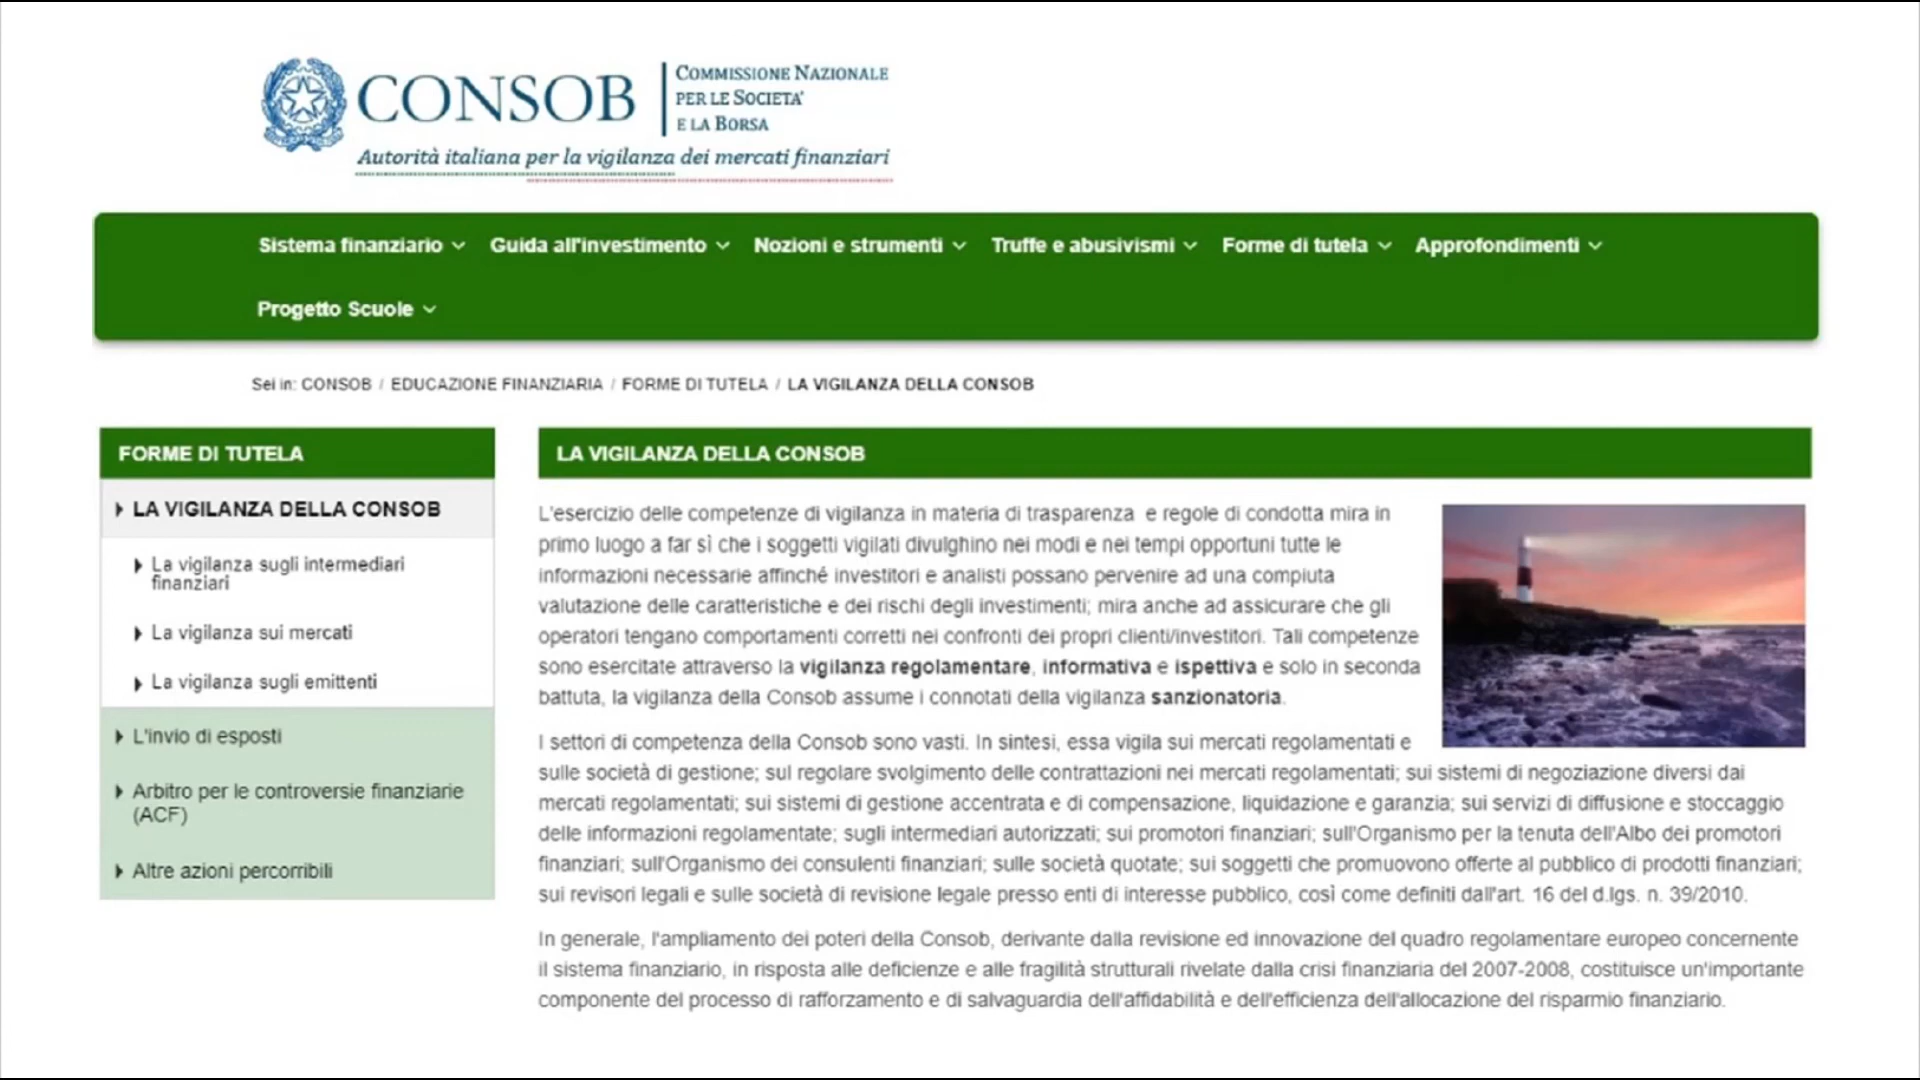 CONSOB
COMMISSIONE NAZIONALE
PER LE SOCIETA'
E LA BORSA
Autorità italiana per la vigilanza dei mercati finanziari
Sistema finanziario Guida all'investimento Nozioni e strumenti Truffe e abusivismi Forme di tutela Approfondimenti
Progetto Scuole
Sei in: CONSOB / EDUCAZIONE FINANZIARIA / FORME DI TUTELA / LA VIGILANZA DELLA CONSOB
FORME DI TUTELA
LA VIGILANZA DELLA CONSOB
La vigilanza sugli intermediari
finanziari
La vigilanza sui mercati
La vigilanza sugli emittenti
L'invio di esposti
Arbitro per le controversie finanziarie
(ACF)
Altre azioni percorribili
LA VIGILANZA DELLA CONSOB
L'esercizio delle competenze di vigilanza in materia di trasparenza e regole di condotta mira in
primo luogo a far sì che i soggetti vigilati divulghino nei modi e nei tempi opportuni tutte le
informazioni necessarie affinché investitori e analisti possano pervenire ad una compiuta
valutazione delle caratteristiche e dei rischi degli investimenti; mira anche ad assicurare che gli
operatori tengano comportamenti corretti nei confronti dei propri clienti/investitori. Tali competenze
sono esercitate attraverso la vigilanza regolamentare, informativa e ispettiva e solo in seconda
battuta, la vigilanza della Consob assume i connotati della vigilanza sanzionatoria.
I settori di competenza della Consob sono vasti. In sintesi, essa vigila sui mercati regolamentati e
sulle società di gestione; sul regolare svolgimento delle contrattazioni nei mercati regolamentati; sui sistemi di negoziazione diversi dai
mercati regolamentati; sui sistemi di gestione accentrata e di compensazione, liquidazione e garanzia; sui servizi di diffusione e stoccaggio
delle informazioni regolamentate; sugli intermediari autorizzati; sui promotori finanziari; sull'Organismo per la tenuta dell'Albo dei promotori
finanziari; sull'Organismo dei consulenti finanziari; sulle società quotate; sui soggetti che promuovono offerte al pubblico di prodotti finanziari;
sui revisori legali e sulle società di revisione legale presso enti di interesse pubblico, così come definiti dall'art. 16 del d.lgs. n. 39/2010.
In generale, l'ampliamento dei poteri della Consob, derivante dalla revisione ed innovazione del quadro regolamentare europeo concernente
il sistema finanziario, in risposta alle deficienze e alle fragilità strutturali rivelate dalla crisi finanziaria del 2007-2008, costituisce un'importante
componente del processo di rafforzamento e di salvaguardia dell'affidabilità e dell'efficienza dell'allocazione del risparmio finanziario.